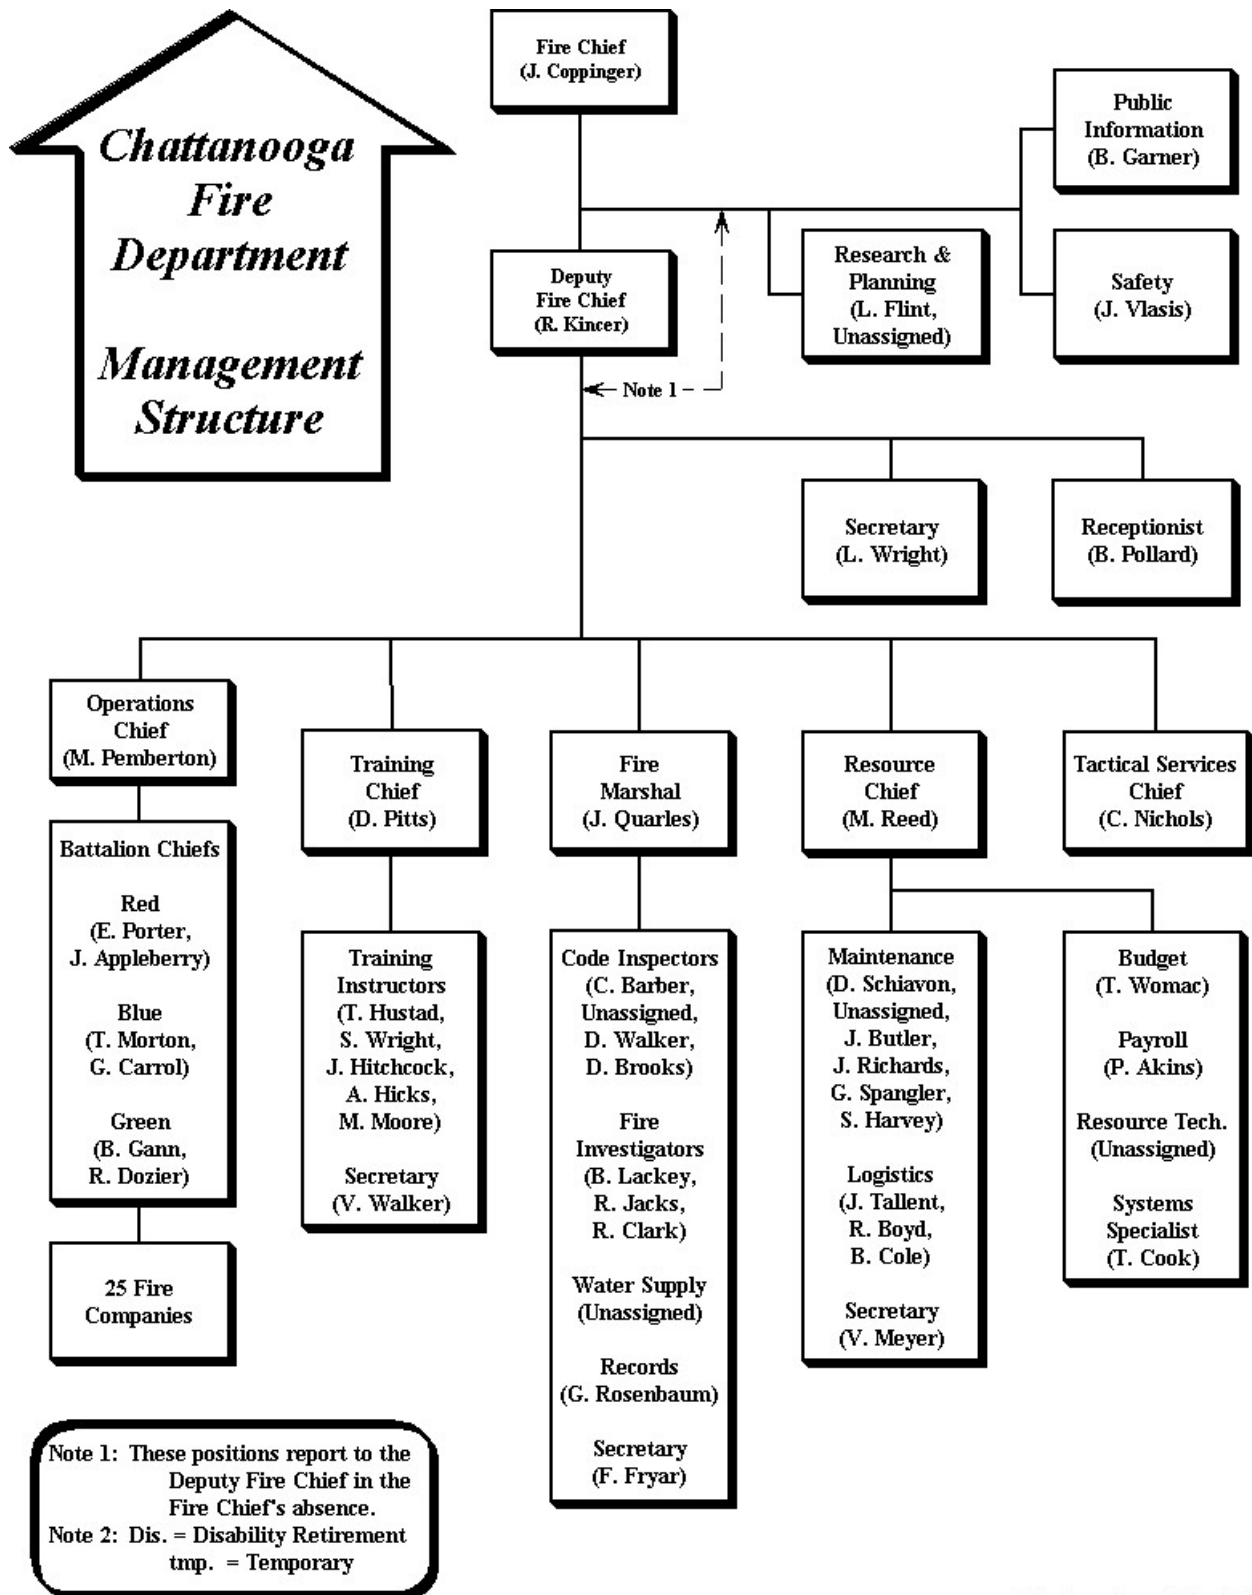 Chattanooga
Fire
Department
Management
Structure
Fire Chief
(J. Coppinger)
Public
Information
(B. Garner)
Research &
Planning
(L. Flint,
Unassigned)
Safety
(J. Vlasis)
Deputy
Fire Chief
(R. Kincer)
Note 1
Secretary
(L. Wright)
Receptionist
(B. Pollard)
Operations
Chief
(M. Pemberton)
Training
Chief
(D. Pitts)
Fire
Marshal
(J. Quarles)
Resource
Chief
(M. Reed)
Tactical Services
Chief
(C. Nichols)
Battalion Chiefs
Red
(E. Porter,
J. Appleberry)
Blue
(T. Morton,
G. Carrol)
Green
(B. Gann,
R. Dozier)
25 Fire
Companies
Training
Instructors
(T. Hustad,
S. Wright,
J. Hitchcock,
A. Hicks,
M. Moore)
Secretary
(V. Walker)
Code Inspectors
(C. Barber,
Unassigned,
D. Walker,
D. Brooks)
Fire
Investigators
(B. Lackey,
R. Jacks,
R. Clark)
Water Supply
(Unassigned)
Records
(G. Rosenbaum)
Secretary
(F. Fryar)
Maintenance
(D. Schiavon,
Unassigned,
J. Butler,
J. Richards,
G. Spangler,
S. Harvey)
Logistics
(J. Tallent,
R. Boyd,
B. Cole)
Secretary
(V. Meyer)
Budget
(T. Womac)
Payroll
(P. Akins)
Resource Tech.
(Unassigned)
Systems
Specialist
(T. Cook)
Note 1: These positions report to the
Deputy Fire Chief in the
Fire Chief's absence.
Note 2: Dis. = Disability Retirement
tmp. = Temporary